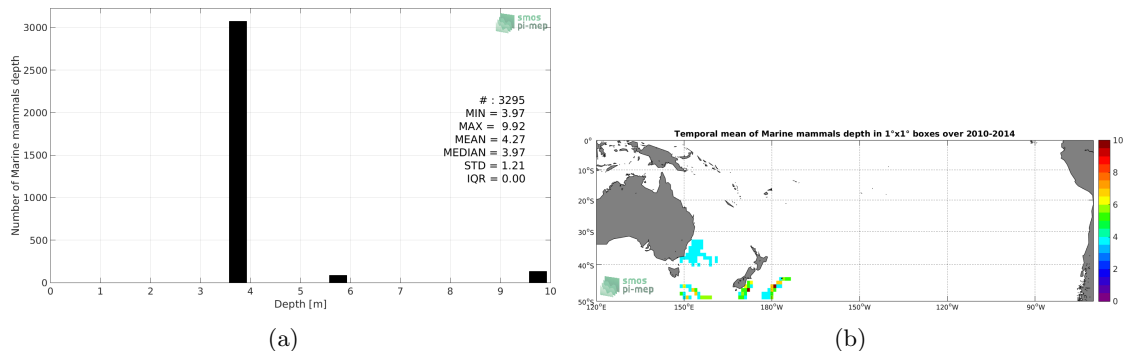 3000
2500
2000
1500
1000
500
0
Number of Marine mammals depth
smos
pi-mep
# : 3295
MIN = 3.97
MAX = 9.92
MEAN = 4.27
MEDIAN = 3.97
STD = 1.21
IQR = 0.00
0 1 2 3 4 5 6 7 8 9 10
Depth [m]
(a)
Temporal mean of Marine mammals depth in 1°x1° boxes over 2010-2014
0°
10°S
20°S
30°S
40°S
50°S
120°E 150°E 180°W 150°W 120°W 90°W
smos
pi-mep
10
8
6
4
2
0
(b)